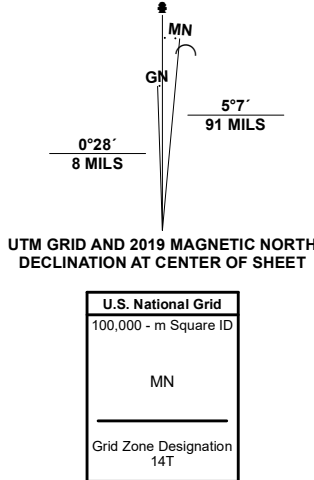 MN
GN
5°7´
91 MILS
0°28´
8 MILS
UTM GRID AND 2019 MAGNETIC NORTH
DECLINATION AT CENTER OF SHEET
U.S. National Grid
100,000 - m Square ID
MN
Grid Zone Designation
14T